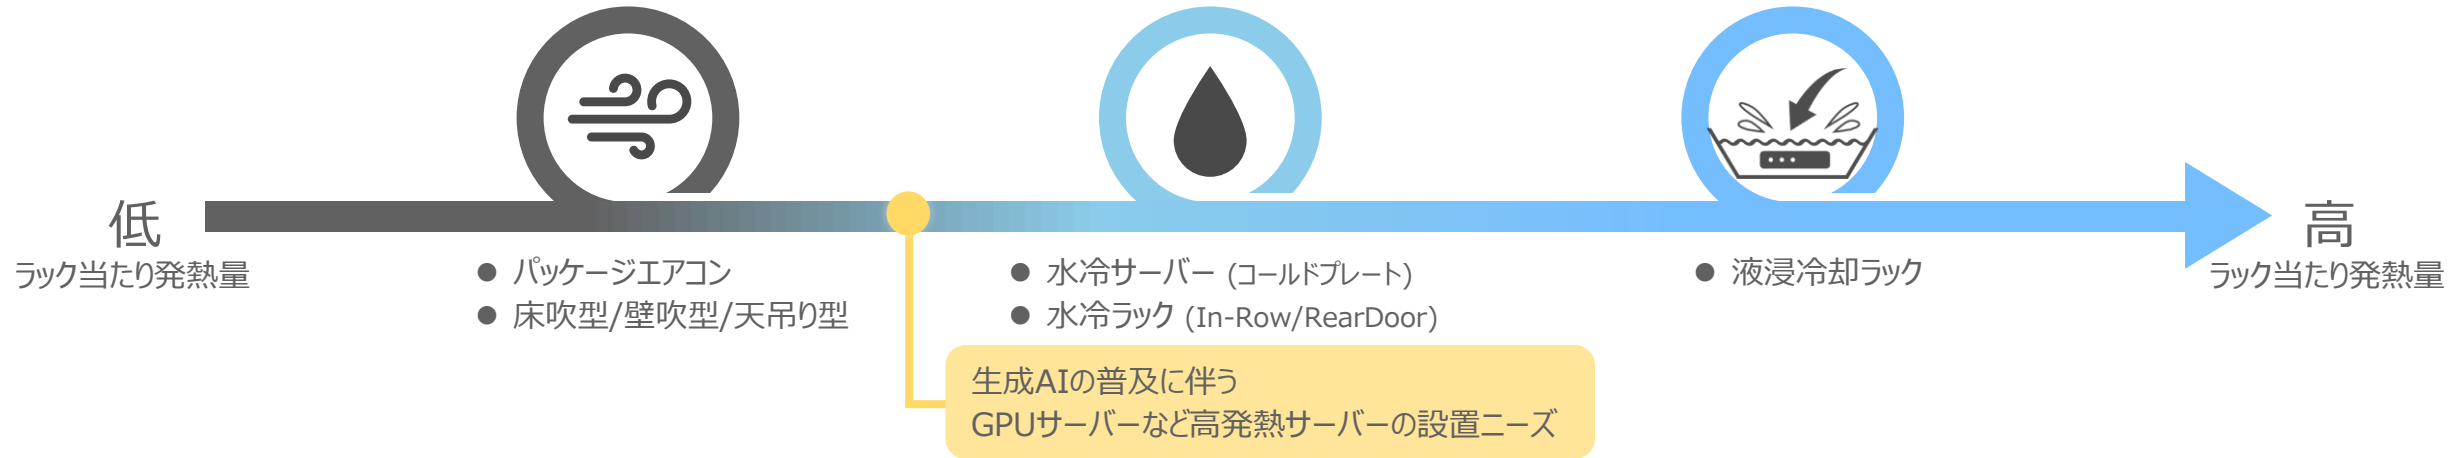 低
ラック当たり発熱量
● パッケージエアコン
● 床吹型/壁吹型/天吊り型
● 水冷サーバー (コールドプレート)
● 水冷ラック (In-Row/RearDoor)
● 液浸冷却ラック
高
ラック当たり発熱量
生成AIの普及に伴う
GPUサーバーなど高発熱サーバーの設置ニーズ